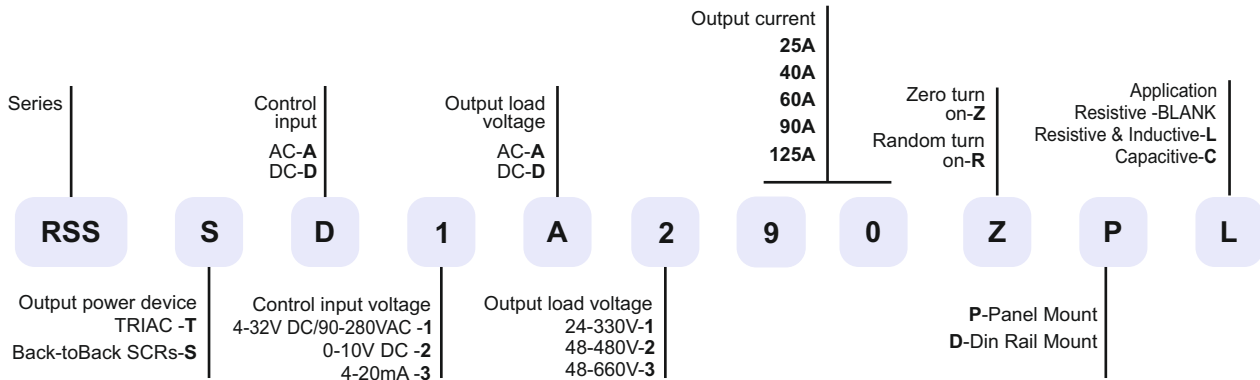 Output current
25A
40A
60A
90A
125A
Series
Control
input
AC-A
DC-D
Output load
voltage
AC-A
DC-D
Zero turn
on-Z
Random turn
on-R
Application
Resistive -BLANK
Resistive & Inductive-L
Capacitive-C
RSS S D 1 A 2 9 0 Z P L
Output power device
TRIAC -T
Back-toBack SCRs-S
Control input voltage
4-32V DC/90-280VAC -1
0-10V DC -2
4-20mA -3
Output load voltage
24-330V-1
48-480V-2
48-660V-3
P-Panel Mount
D-Din Rail Mount